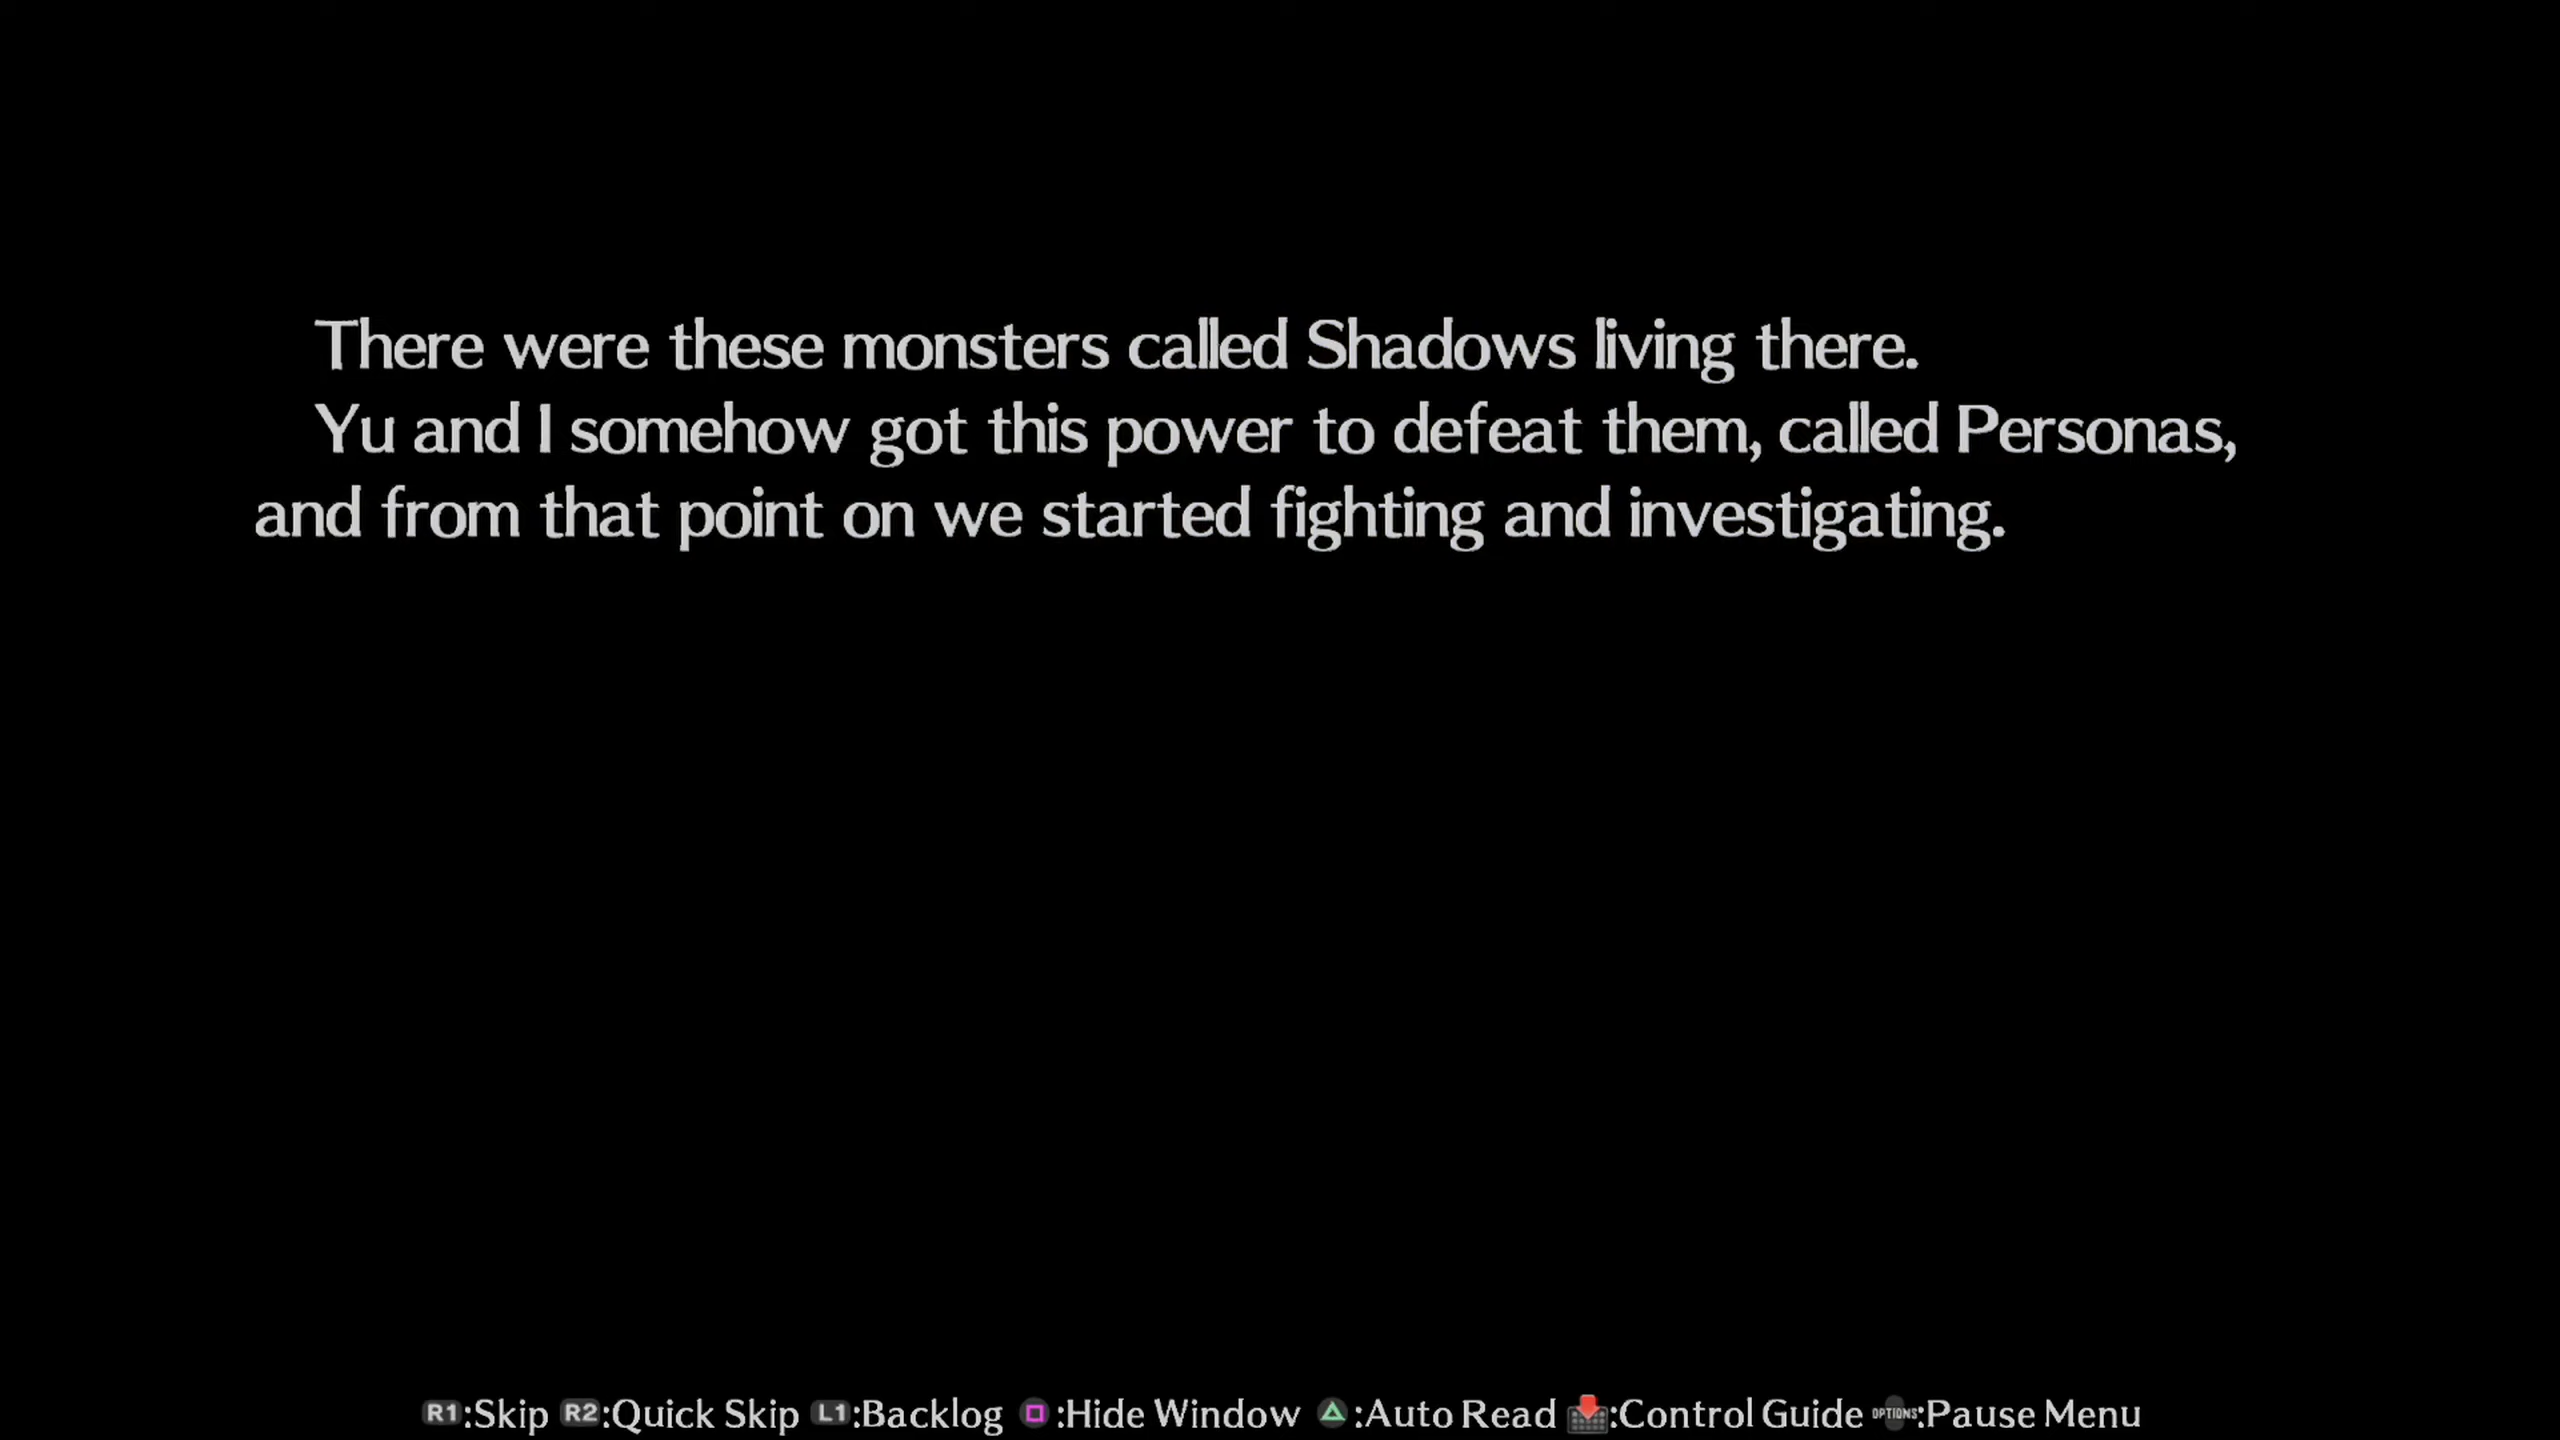 There were these monsters called Shadows living there.
Yu and I somehow got this power to defeat them, called Personas,
and from that point on we started fighting and investigating.
R1:Skip R2:Quick Skip L1:Backlog :Hide Window :Auto Read :Control Guide OPTIONS:Pause Menu